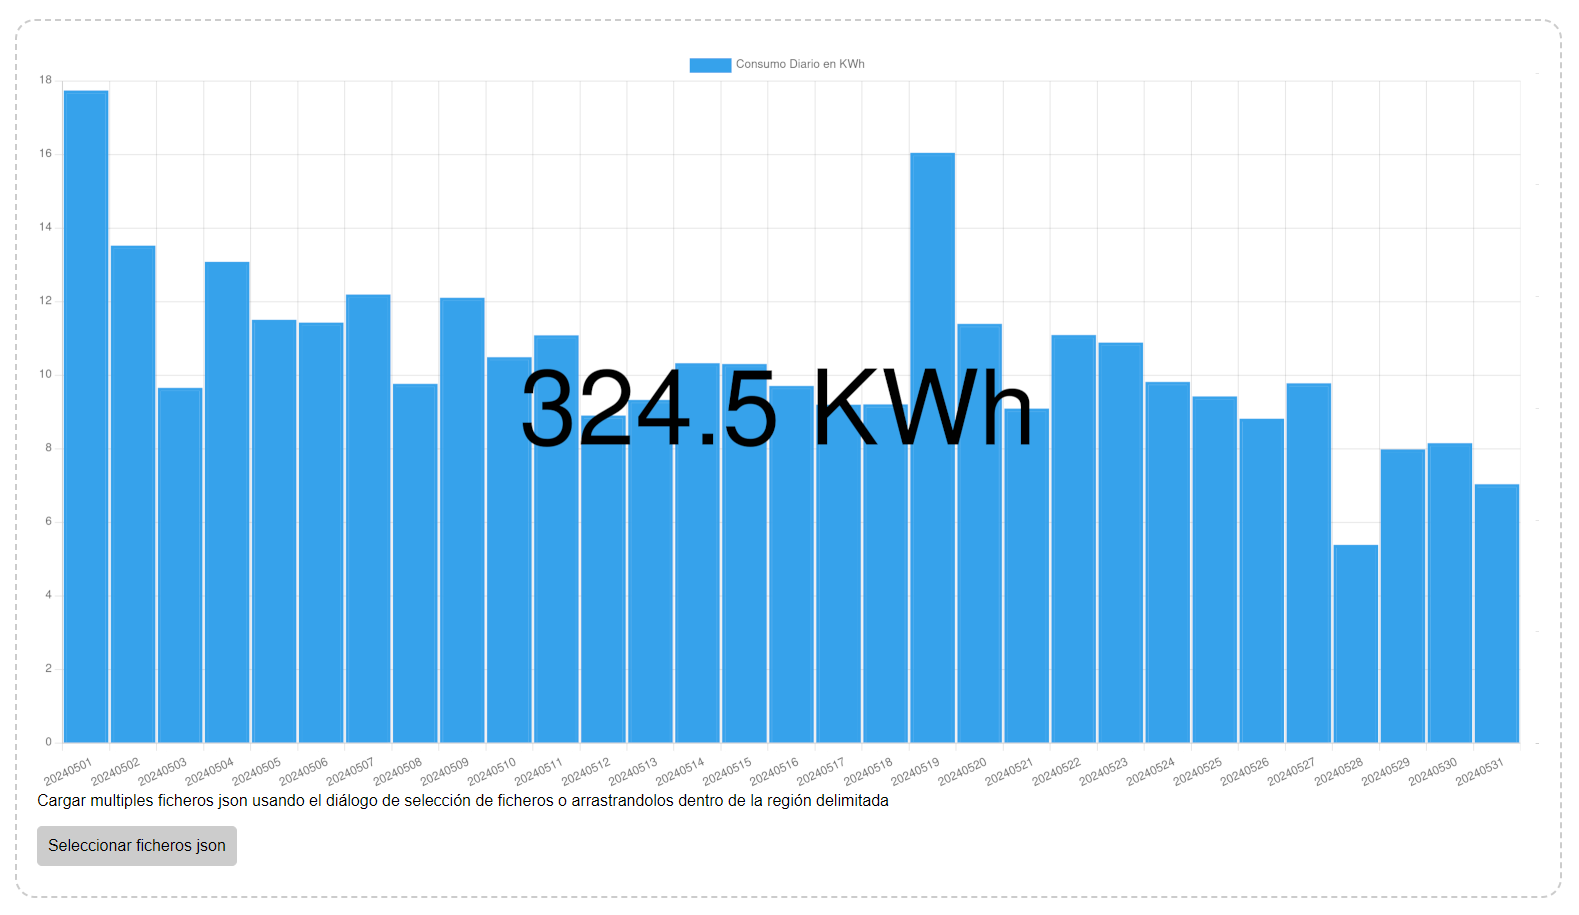 Consumo Diario en KWh
18
16
14
12
10
8
6
4
2
0
324.5 KWh
20240501 20240502 20240503 20240504 20240505 20240506 20240507 20240508 20240509 20240510 20240511 20240512 20240513 20240514 20240515 20240516 20240517 20240518 20240519 20240520 20240521 20240522 20240523 20240524 20240525 20240526 20240527 20240528 20240529 20240530 20240531
Cargar multiples ficheros json usando el diálogo de selección de ficheros o arrastrandolos dentro de la región delimitada
Seleccionar ficheros json